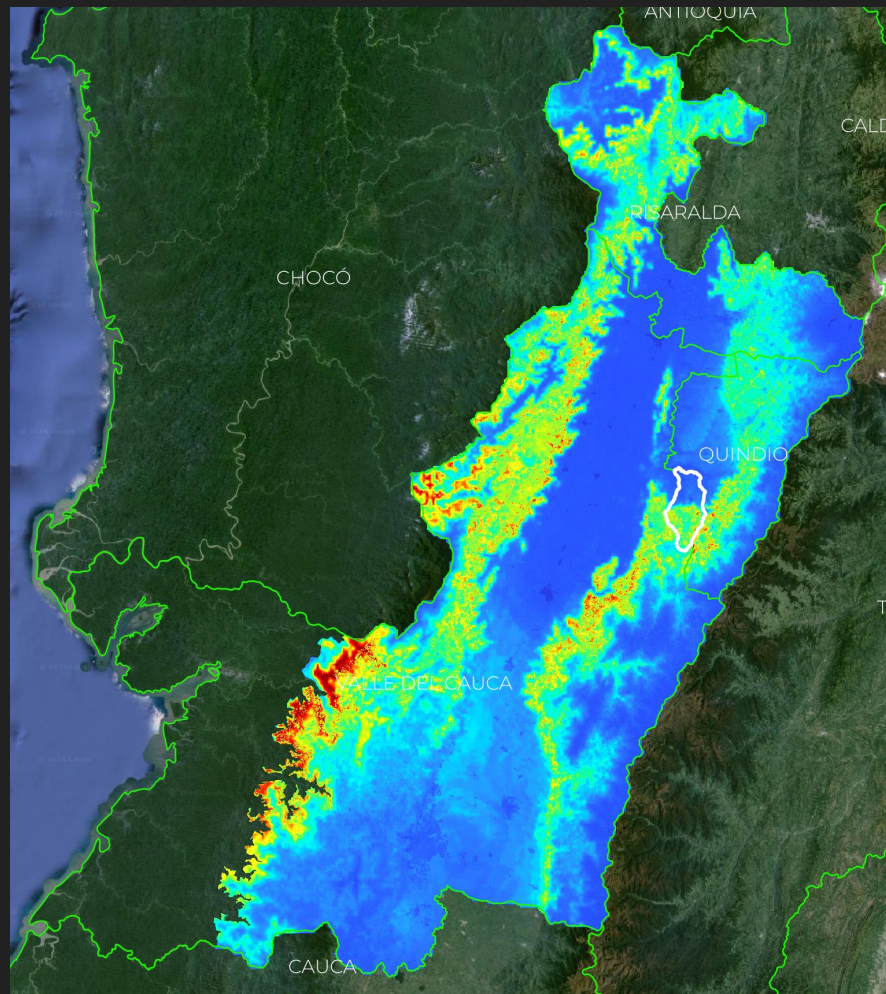 ANTIOQUIA
CALD
RISARALDA
CHOCÓ
QUINDIO
T
VALLE DEL CAUCA
CAUCA